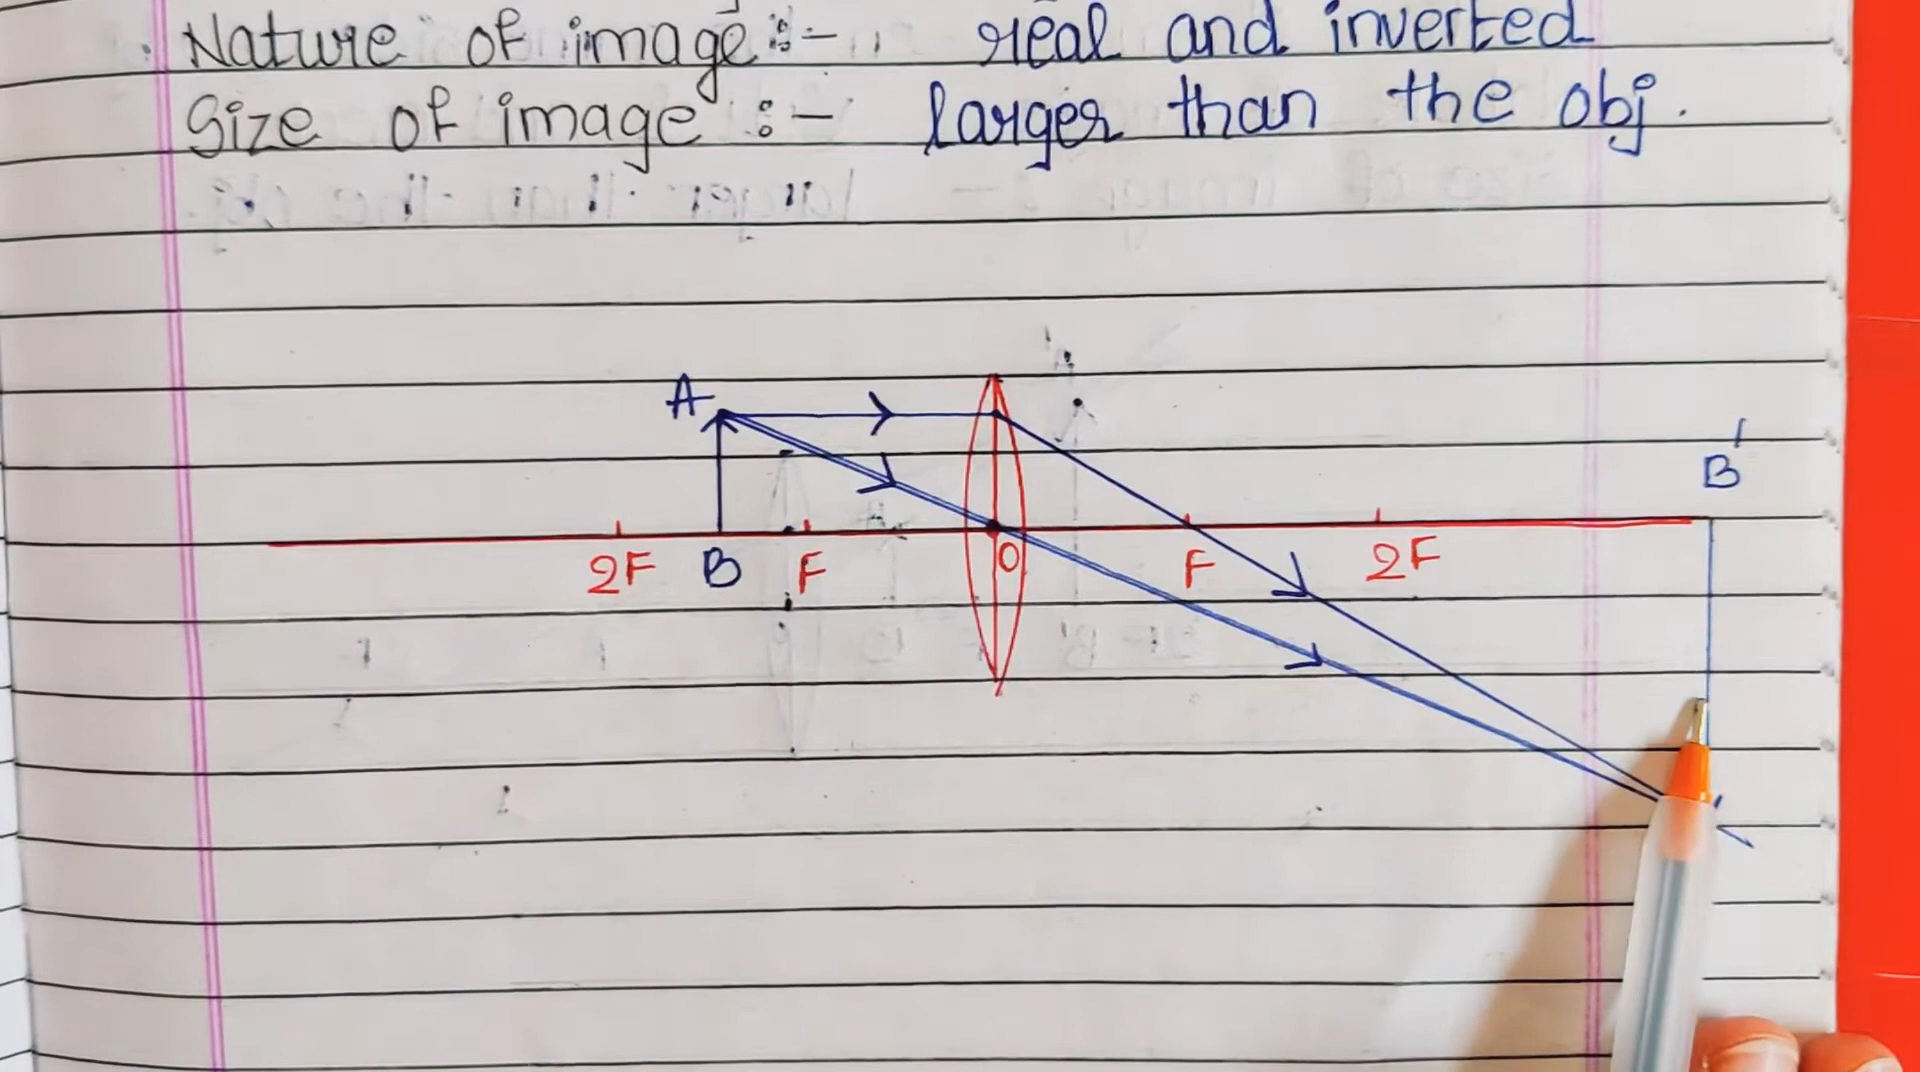 Nature of image :- real and inverted
Size of image :- larger than the obj.
A
B'
2F B F O F 2F